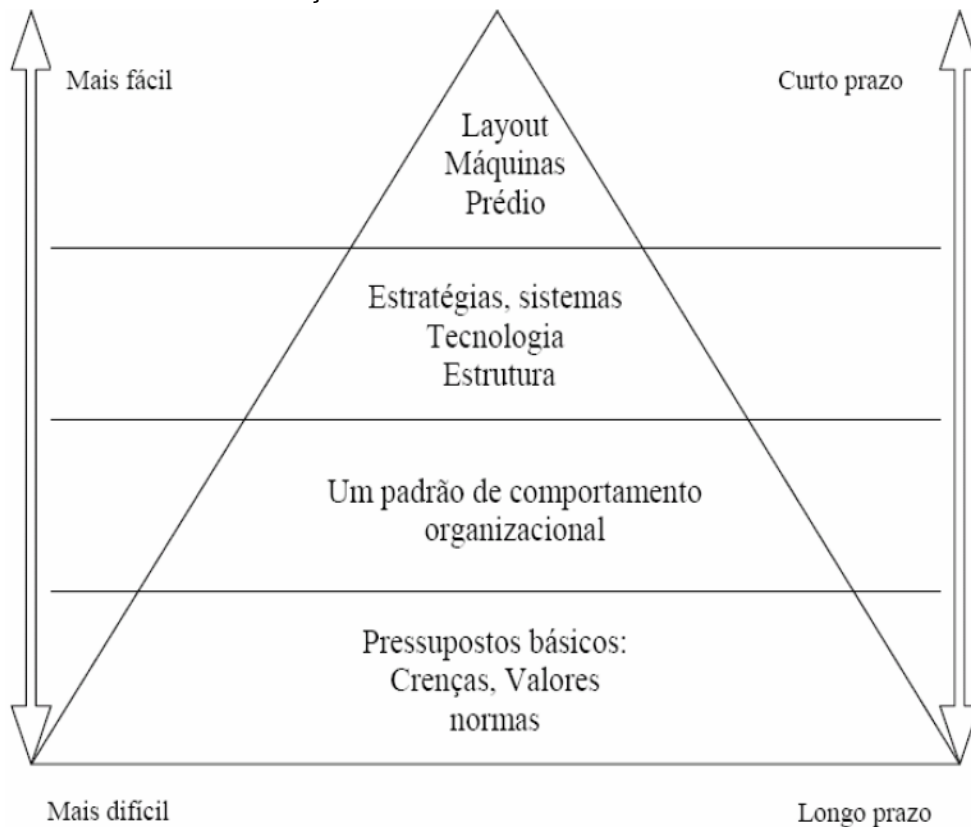 Mais fácil
Curto prazo
Layout
Máquinas
Prédio
Estratégias, sistemas
Tecnologia
Estrutura
Um padrão de comportamento
organizacional
Pressupostos básicos:
Crenças, Valores
normas
Mais difícil
Longo prazo